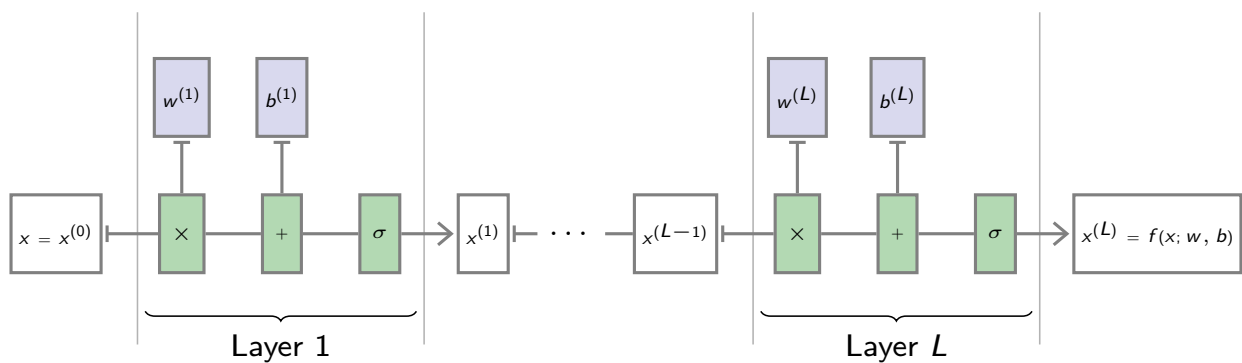 w^{(1)} b^{(1)} w^{(L)} b^{(L)}
x = x^{(0)} × + σ x^{(1)} · · · x^{(L−1)} × + σ x^{(L)} = f(x; w, b)
Layer 1 Layer L